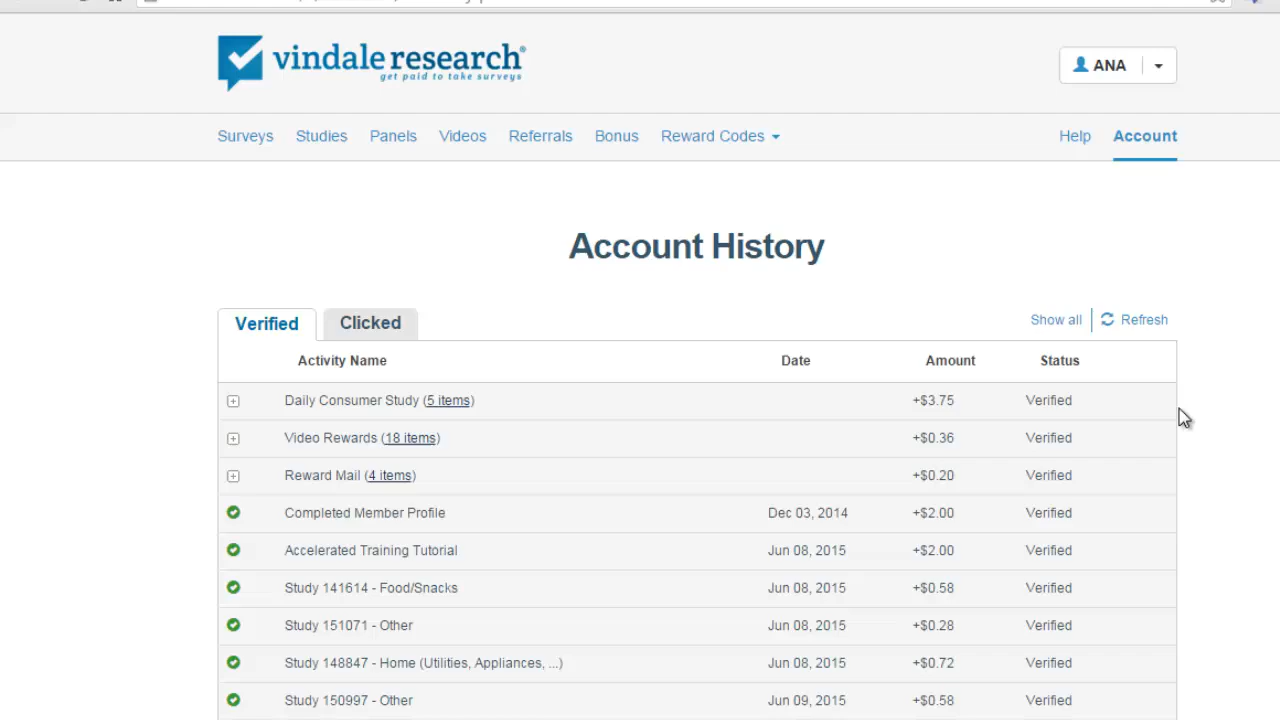 vindale research®
get paid to take surveys
ANA
Surveys Studies Panels Videos Referrals Bonus Reward Codes Help Account
Account History
Verified Clicked Show all Refresh
Activity Name Date Amount Status
Daily Consumer Study (5 items) +$3.75 Verified
Video Rewards (18 items) +$0.36 Verified
Reward Mail (4 items) +$0.20 Verified
Completed Member Profile Dec 03, 2014 +$2.00 Verified
Accelerated Training Tutorial Jun 08, 2015 +$2.00 Verified
Study 141614 - Food/Snacks Jun 08, 2015 +$0.58 Verified
Study 151071 - Other Jun 08, 2015 +$0.28 Verified
Study 148847 - Home (Utilities, Appliances, ...) Jun 08, 2015 +$0.72 Verified
Study 150997 - Other Jun 09, 2015 +$0.58 Verified